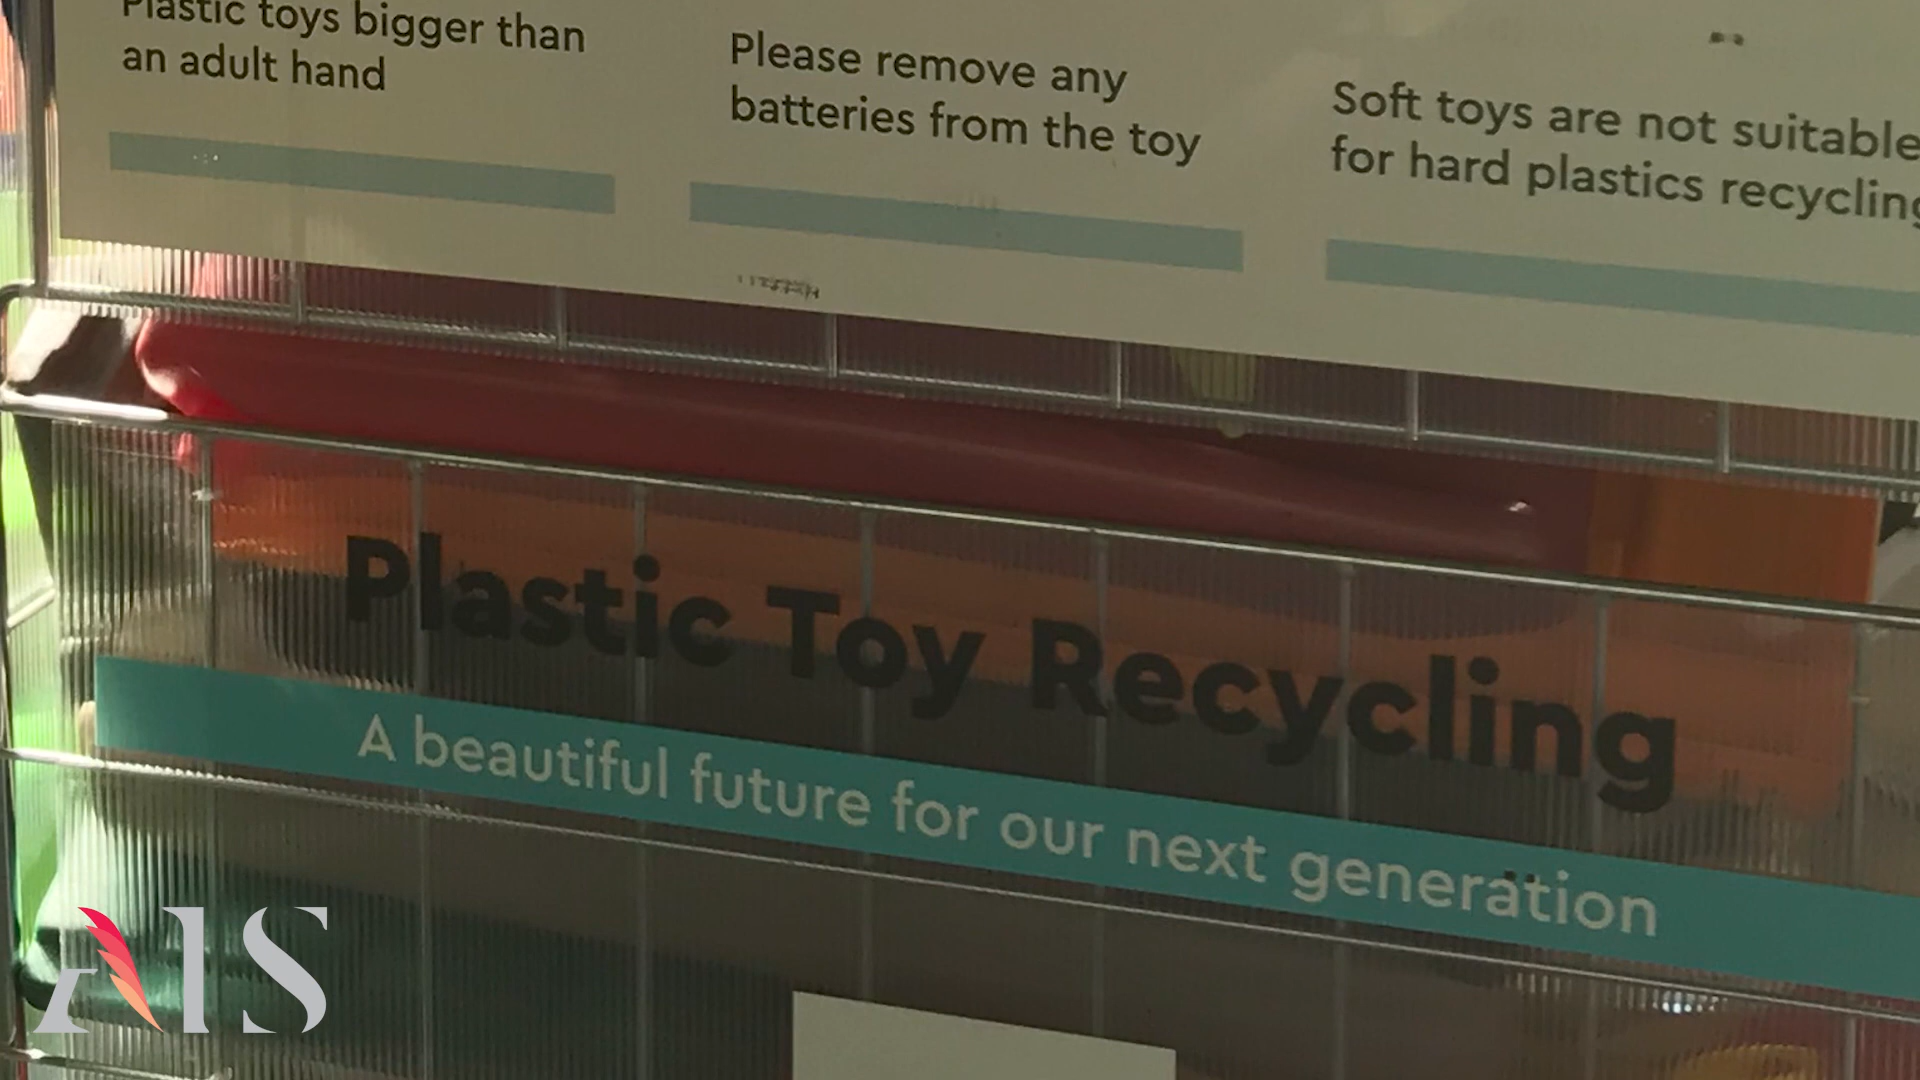 Plastic toys bigger than
an adult hand
Please remove any
batteries from the toy
Soft toys are not suitable
for hard plastics recycling
Plastic Toy Recycling
A beautiful future for our next generation
AIS